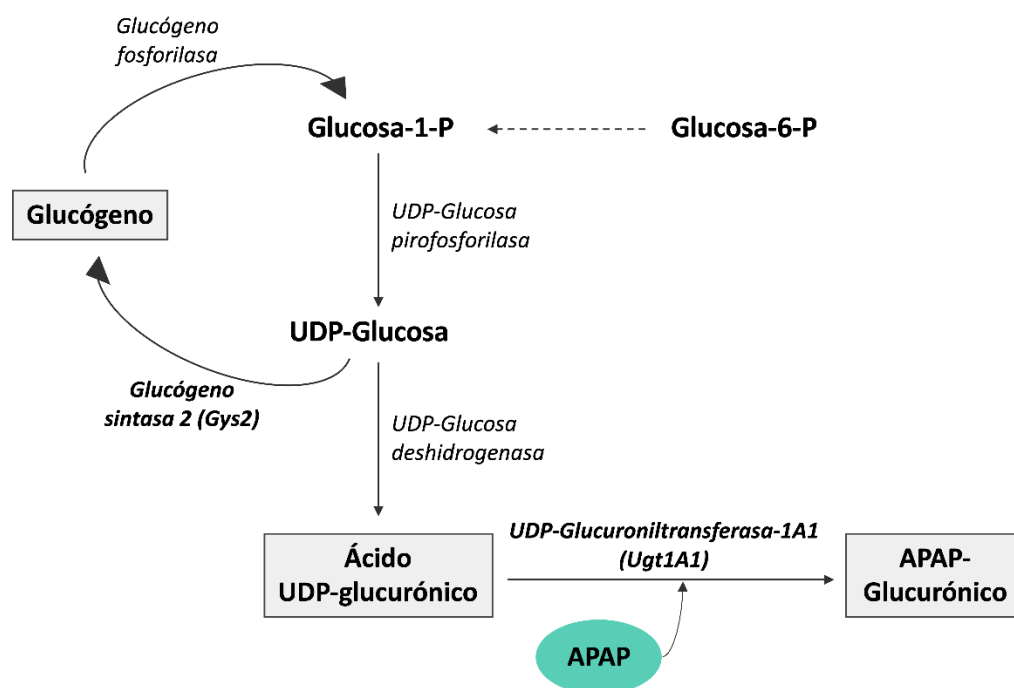 Glucógeno
fosforilasa
Glucosa-1-P
Glucosa-6-P
Glucógeno
UDP-Glucosa
pirofosforilasa
UDP-Glucosa
Glucógeno
sintasa 2 (Gys2)
UDP-Glucosa
deshidrogenasa
Ácido
UDP-glucurónico
UDP-Glucuroniltransferasa-1A1
(Ugt1A1)
APAP-
Glucurónico
APAP